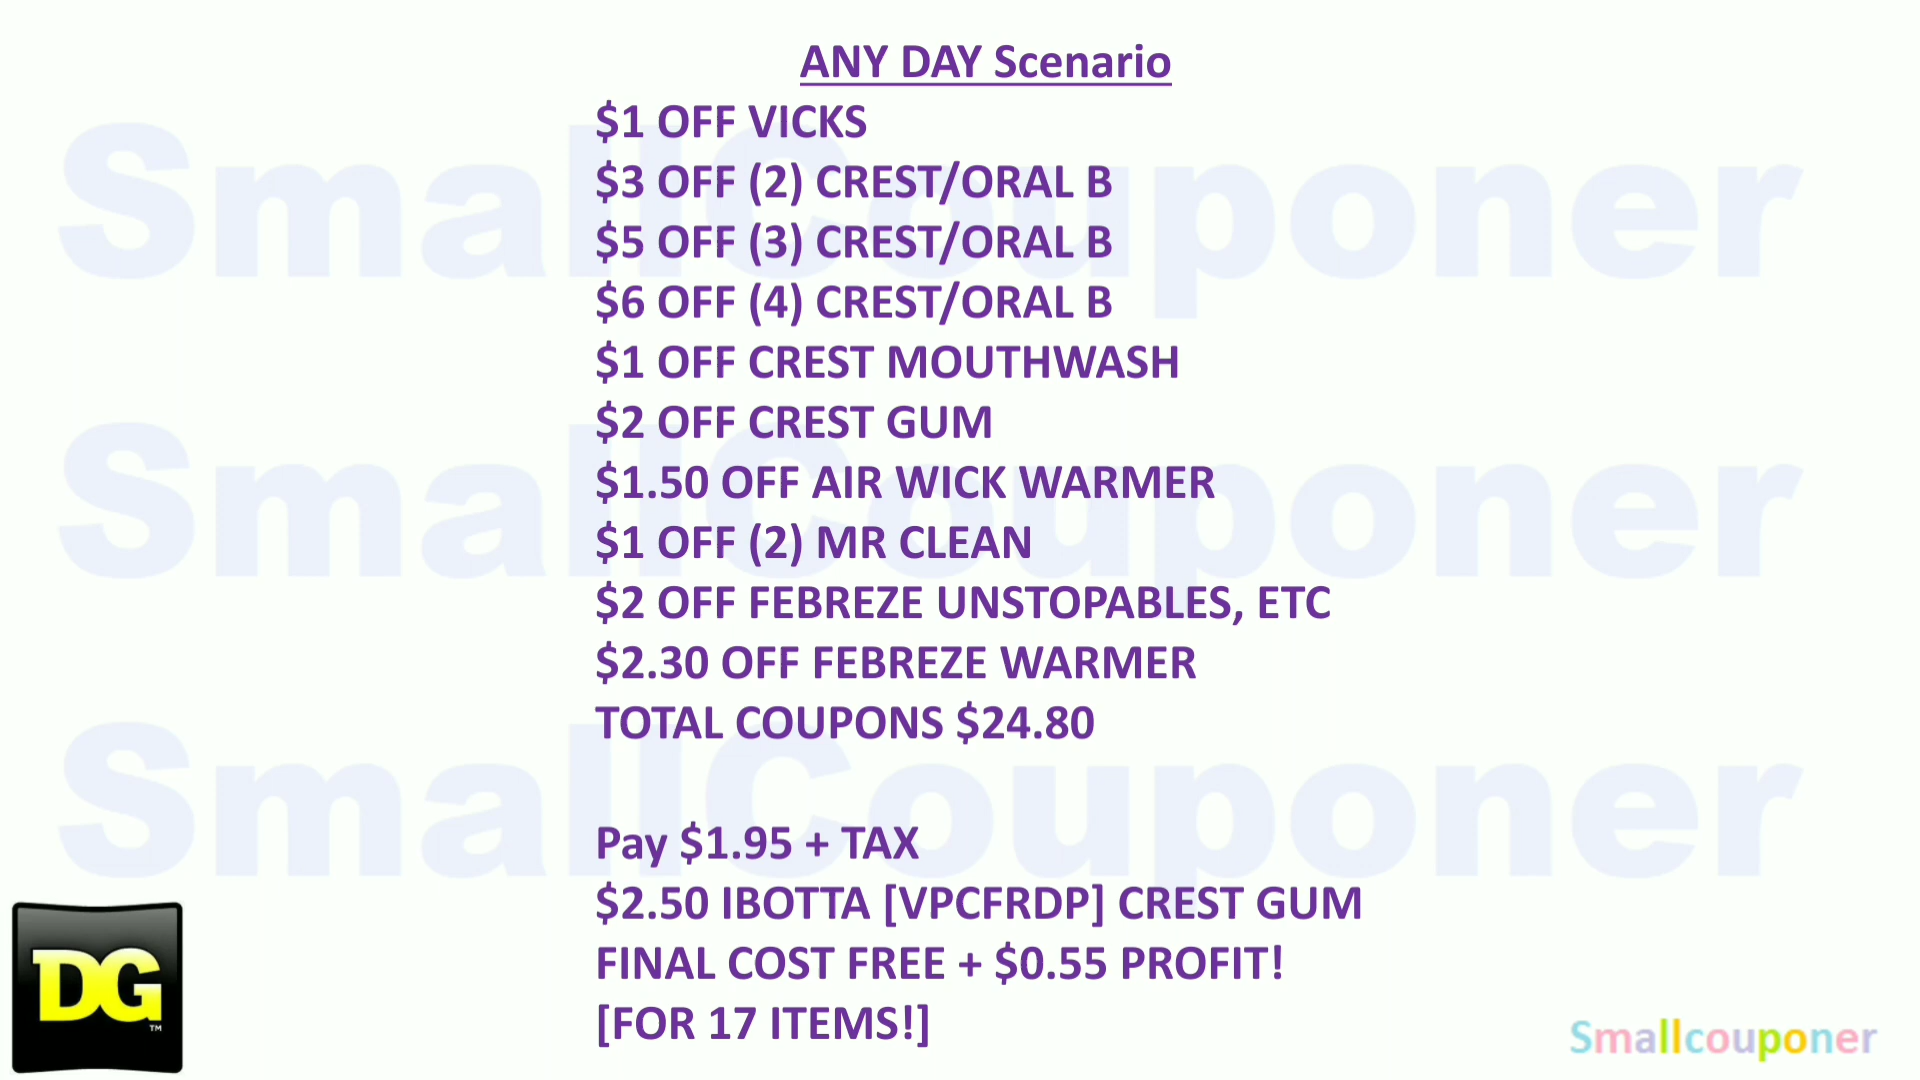 ANY DAY Scenario
$1 OFF VICKS
$3 OFF (2) CREST/ORAL B
$5 OFF (3) CREST/ORAL B
$6 OFF (4) CREST/ORAL B
$1 OFF CREST MOUTHWASH
$2 OFF CREST GUM
$1.50 OFF AIR WICK WARMER
$1 OFF (2) MR CLEAN
$2 OFF FEBREZE UNSTOPABLES, ETC
$2.30 OFF FEBREZE WARMER
TOTAL COUPONS $24.80
Pay $1.95 + TAX
$2.50 IBOTTA [VPCFRDP] CREST GUM
FINAL COST FREE + $0.55 PROFIT!
[FOR 17 ITEMS!]
SmallCouponer
SmallCouponer
SmallCouponer
DG™
Smallcouponer